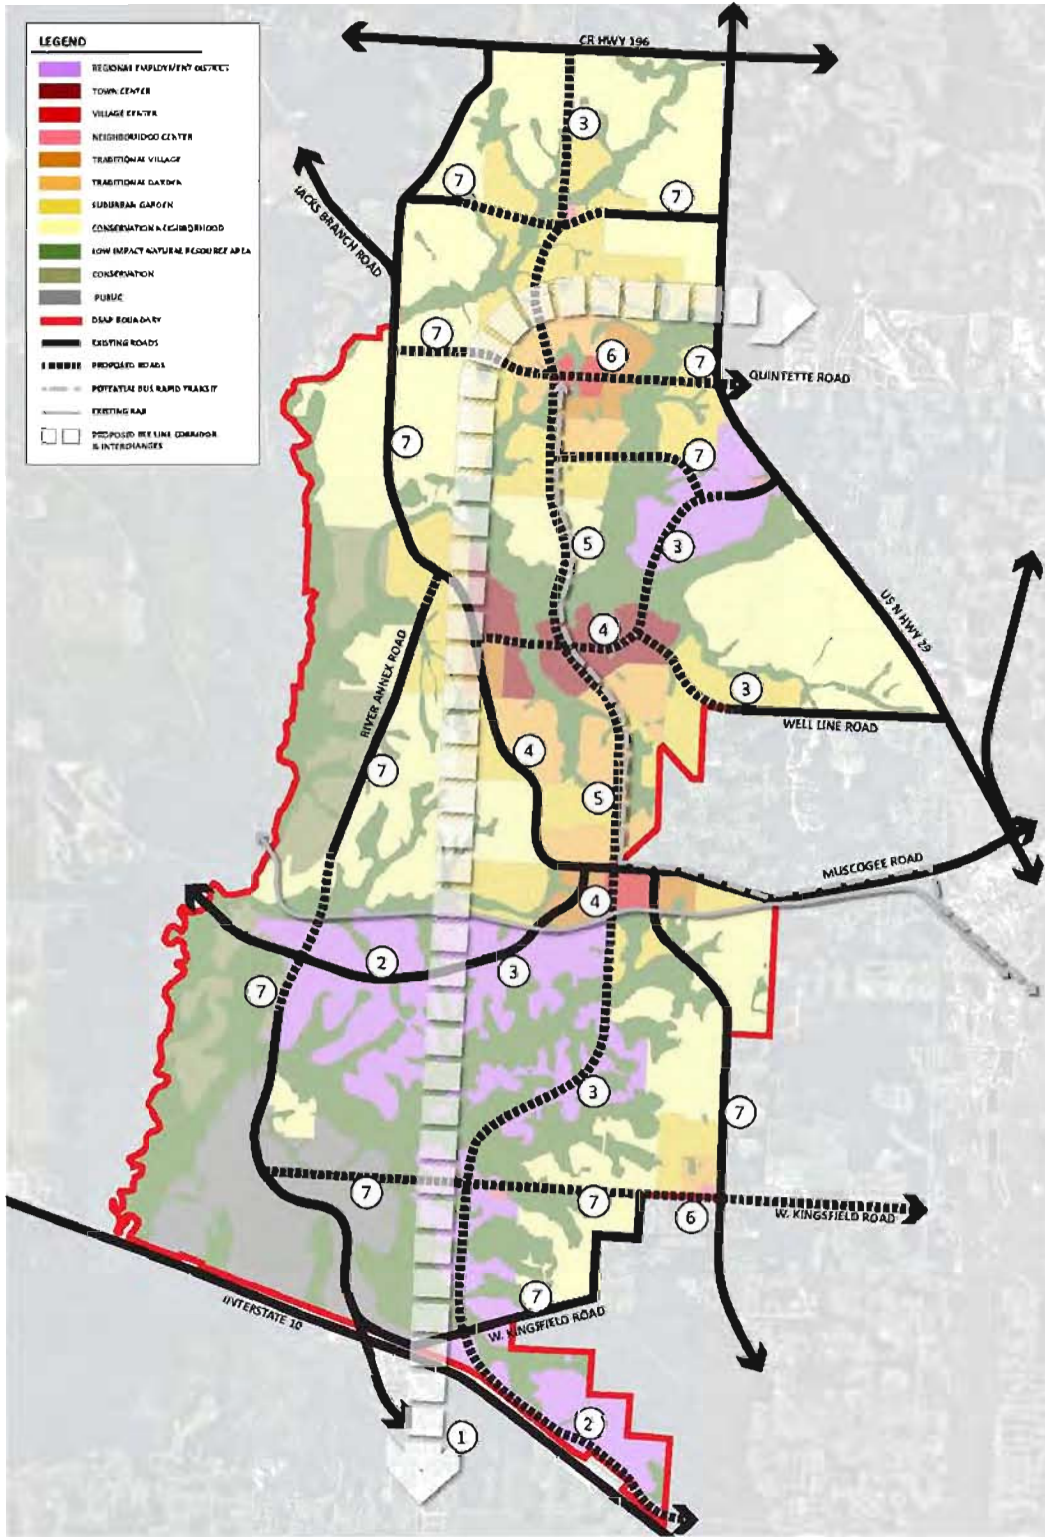 LEGEND
REGIONAL EMPLOYMENT DISTRICT
TOWN CENTER
VILLAGE CENTER
NEIGHBORHOOD CENTER
TRADITIONAL VILLAGE
TRADITIONAL GARDEN
SUBURBAN GARDEN
CONSERVATION NEIGHBORHOOD
LOW IMPACT NATURAL RESOURCE AREA
CONSERVATION
PUBLIC
DSAP BOUNDARY
EXISTING ROADS
PROPOSED ROADS
POTENTIAL BUS RAPID TRANSIT
EXISTING RAIL
PROPOSED BEE LINE CORRIDOR
& INTERCHANGES
CR HWY 196
3
7
7
JACKS BRANCH ROAD
7
6
7
QUINTETTE ROAD
7
7
5
3
US N HWY 29
4
RIVER ANNEX ROAD
3
WELL LINE ROAD
4
7
5
MUSCOGEE ROAD
4
2
3
7
3
7
7
7
6
W. KINGSFIELD ROAD
7
INTERSTATE 10
W. KINGSFIELD ROAD
2
1